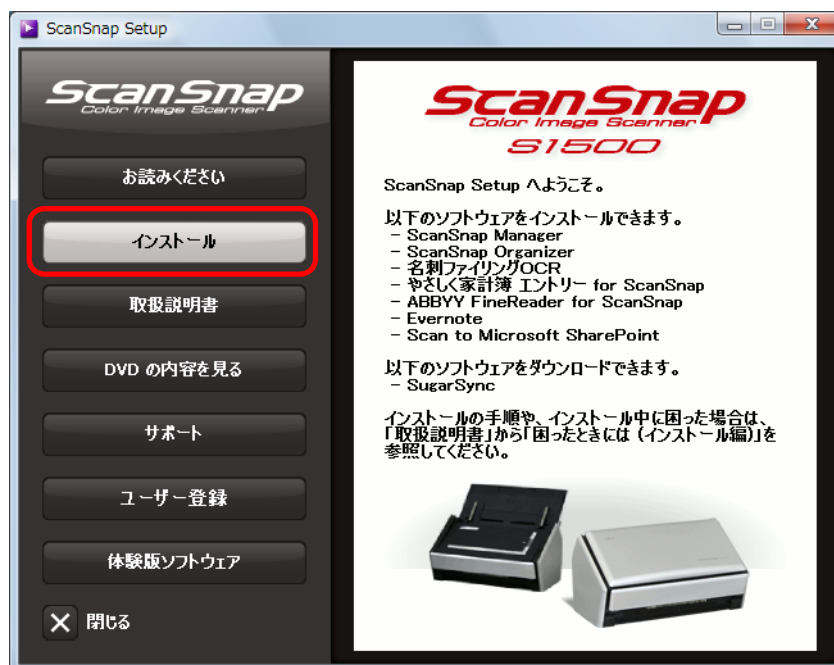 ScanSnap Setup
ScanSnap
Color Image Scanner
お読みください
インストール
取扱説明書
DVD の内容を見る
サポート
ユーザー登録
体験版ソフトウェア
閉じる
ScanSnap
Color Image Scanner
S1500
ScanSnap Setup へようこそ。
以下のソフトウェアをインストールできます。
- ScanSnap Manager
- ScanSnap Organizer
- 名刺ファイリングOCR
- やさしく家計簿 エントリー for ScanSnap
- ABBYY FineReader for ScanSnap
- Evernote
- Scan to Microsoft SharePoint
以下のソフトウェアをダウンロードできます。
- SugarSync
インストールの手順や、インストール中に困った場合は、
「取扱説明書」から「困ったときには（インストール編）」を
参照してください。